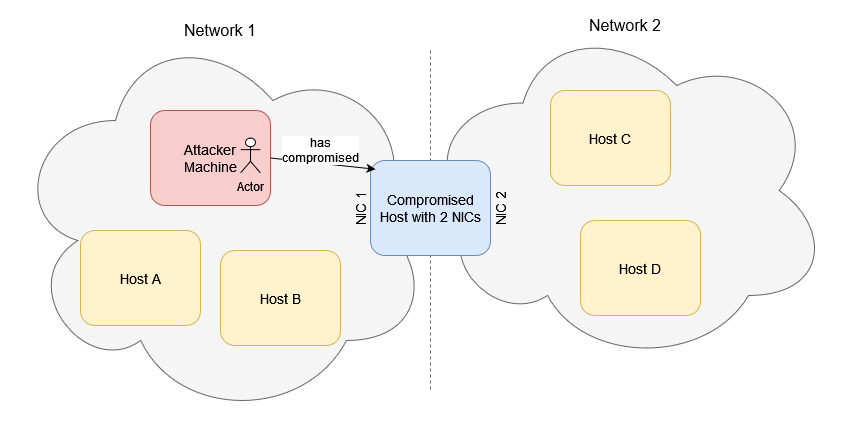 Network 1
Network 2
Attacker
Machine
Actor
has
compromised
NIC 1
Compromised
Host with 2 NICs
NIC 2
Host A
Host B
Host C
Host D